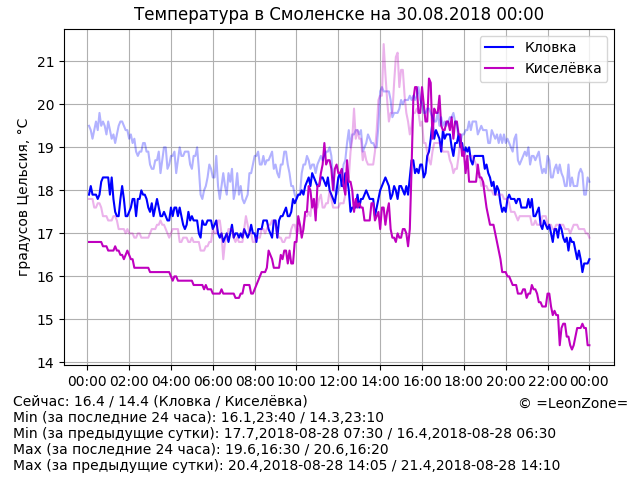 Температура в Смоленске на 30.08.2018 00:00
Кловка
Киселёвка
градусов Цельсия, °C
21
20
19
18
17
16
15
14
00:00 02:00 04:00 06:00 08:00 10:00 12:00 14:00 16:00 18:00 20:00 22:00 00:00
Сейчас: 16.4 / 14.4 (Кловка / Киселёвка)
© =LeonZone=
Min (за последние 24 часа): 16.1,23:40 / 14.3,23:10
Min (за предыдущие сутки): 17.7,2018-08-28 07:30 / 16.4,2018-08-28 06:30
Max (за последние 24 часа): 19.6,16:30 / 20.6,16:20
Max (за предыдущие сутки): 20.4,2018-08-28 14:05 / 21.4,2018-08-28 14:10